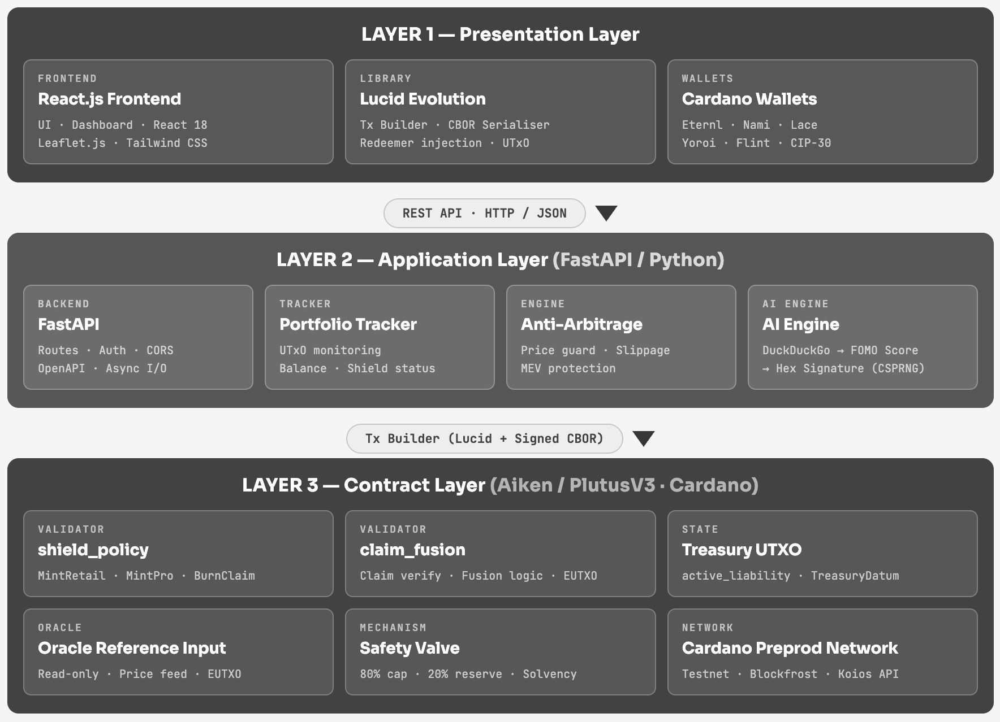 LAYER 1 — Presentation Layer
FRONTEND
React.js Frontend
UI · Dashboard · React 18
Leaflet.js · Tailwind CSS
LIBRARY
Lucid Evolution
Tx Builder · CBOR Serialiser
Redeemer injection · UTxO
WALLETS
Cardano Wallets
Eternl · Nami · Lace
Yoroi · Flint · CIP-30
REST API · HTTP / JSON
LAYER 2 — Application Layer (FastAPI / Python)
BACKEND
FastAPI
Routes · Auth · CORS
OpenAPI · Async I/O
TRACKER
Portfolio Tracker
UTxO monitoring
Balance · Shield status
ENGINE
Anti-Arbitrage
Price guard · Slippage
MEV protection
AI ENGINE
AI Engine
DuckDuckGo → FOMO Score
→ Hex Signature (CSPRNG)
Tx Builder (Lucid + Signed CBOR)
LAYER 3 — Contract Layer (Aiken / PlutusV3 · Cardano)
VALIDATOR
shield_policy
MintRetail · MintPro · BurnClaim
VALIDATOR
claim_fusion
Claim verify · Fusion logic · EUTXO
STATE
Treasury UTXO
active_liability · TreasuryDatum
ORACLE
Oracle Reference Input
Read-only · Price feed · EUTXO
MECHANISM
Safety Valve
80% cap · 20% reserve · Solvency
NETWORK
Cardano Preprod Network
Testnet · Blockfrost · Koios API